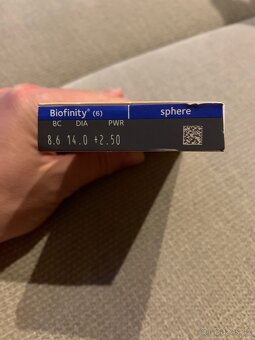 Biofinity® (6) sphere
BC DIA PWR
8.6 14.0 +2.50